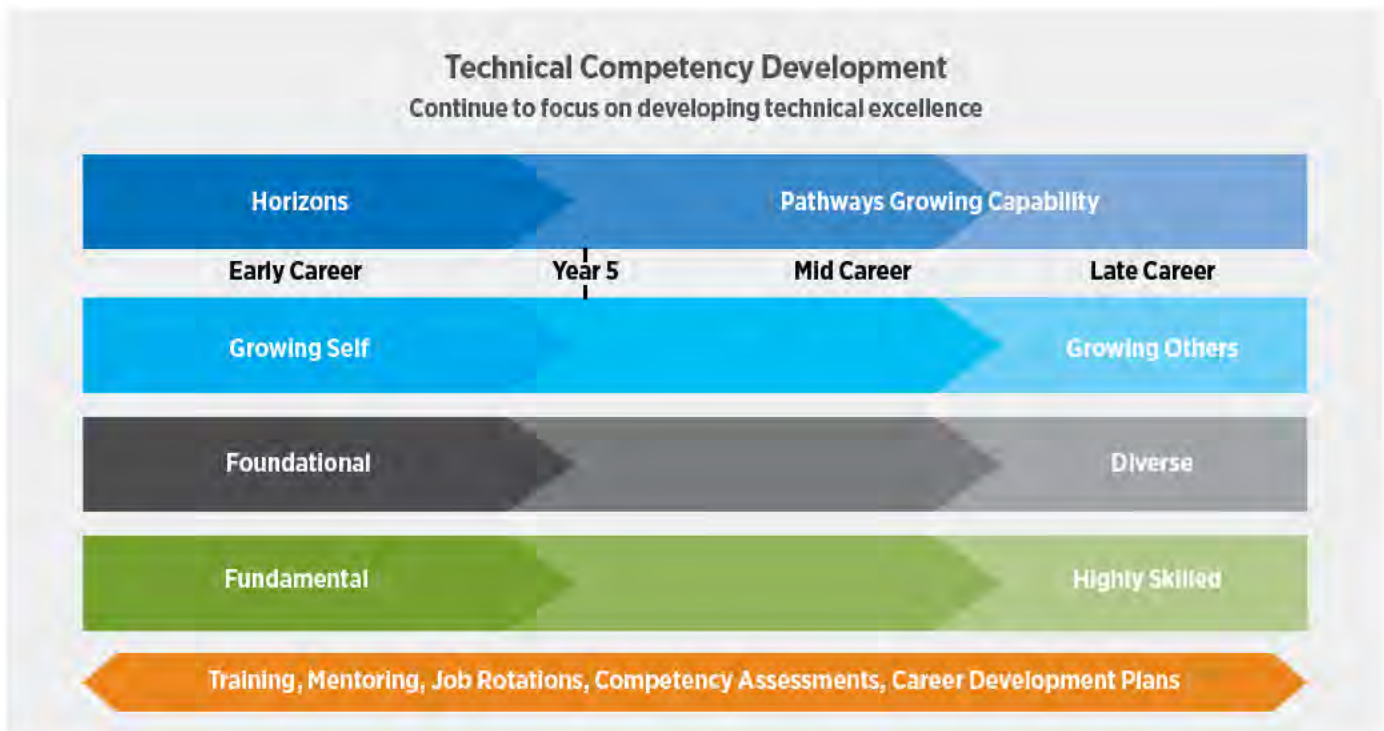 Technical Competency Development
Continue to focus on developing technical excellence
Horizons
Pathways Growing Capability
Early Career
Year 5
Mid Career
Late Career
Growing Self
Growing Others
Foundational
Diverse
Fundamental
Highly Skilled
Training, Mentoring, Job Rotations, Competency Assessments, Career Development Plans